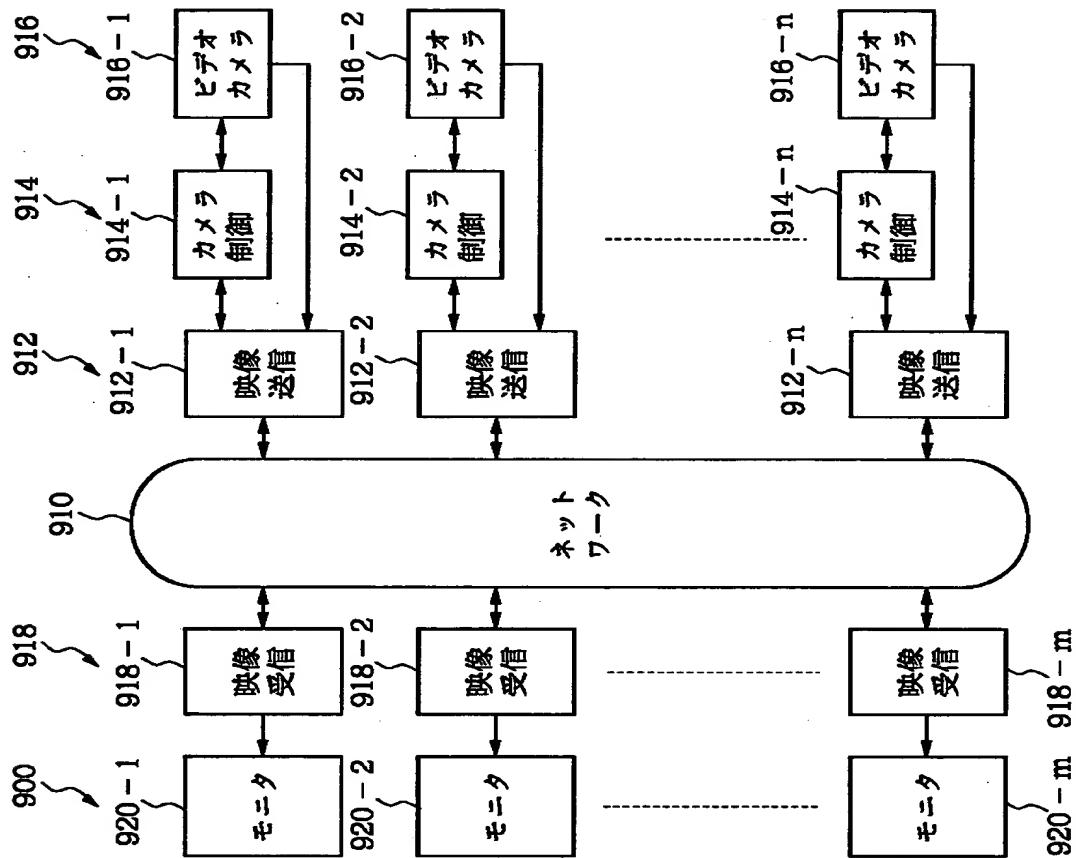 900
918
910
912
914
916
920-1
918-1
912-1
914-1
916-1
モニタ
映像
受信
映像
送信
カメラ
制御
ビデオ
カメラ
920-2
918-2
912-2
914-2
916-2
モニタ
映像
受信
映像
送信
カメラ
制御
ビデオ
カメラ
ネット
ワーク
912-n
914-n
916-n
モニタ
映像
受信
映像
送信
カメラ
制御
ビデオ
カメラ
920-m
918-m